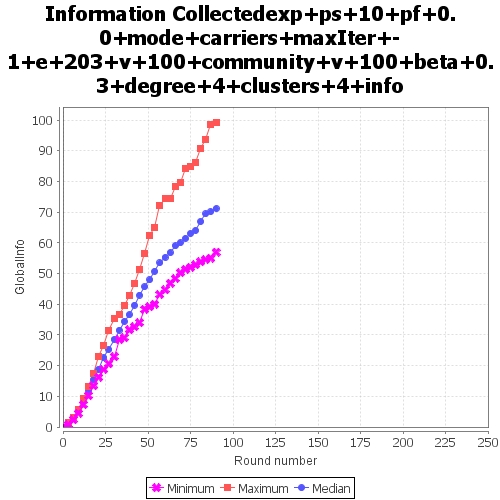 Information Collectedexp+ps+10+pf+0.
0+mode+carriers+maxIter+-
1+e+203+v+100+community+v+100+beta+0.
3+degree+4+clusters+4+info
GlobalInfo
100
90
80
70
60
50
40
30
20
10
0
0 25 50 75 100 125 150 175 200 225 250
Round number
Minimum Maximum Median